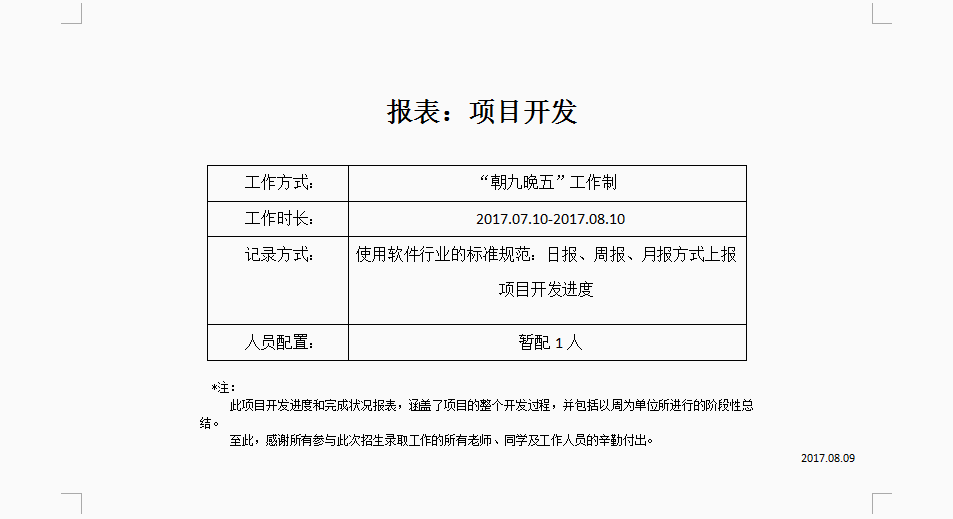 报表：项目开发
工作方式：
“朝九晚五”工作制
工作时长：
2017.07.10-2017.08.10
记录方式：
使用软件行业的标准规范：日报、周报、月报方式上报
项目开发进度
人员配置：
暂配 1 人
*注：
此项目开发进度和完成状况报表，涵盖了项目的整个开发过程，并包括以周为单位所进行的阶段性总
结。
至此，感谢所有参与此次招生录取工作的所有老师、同学及工作人员的辛勤付出。
2017.08.09